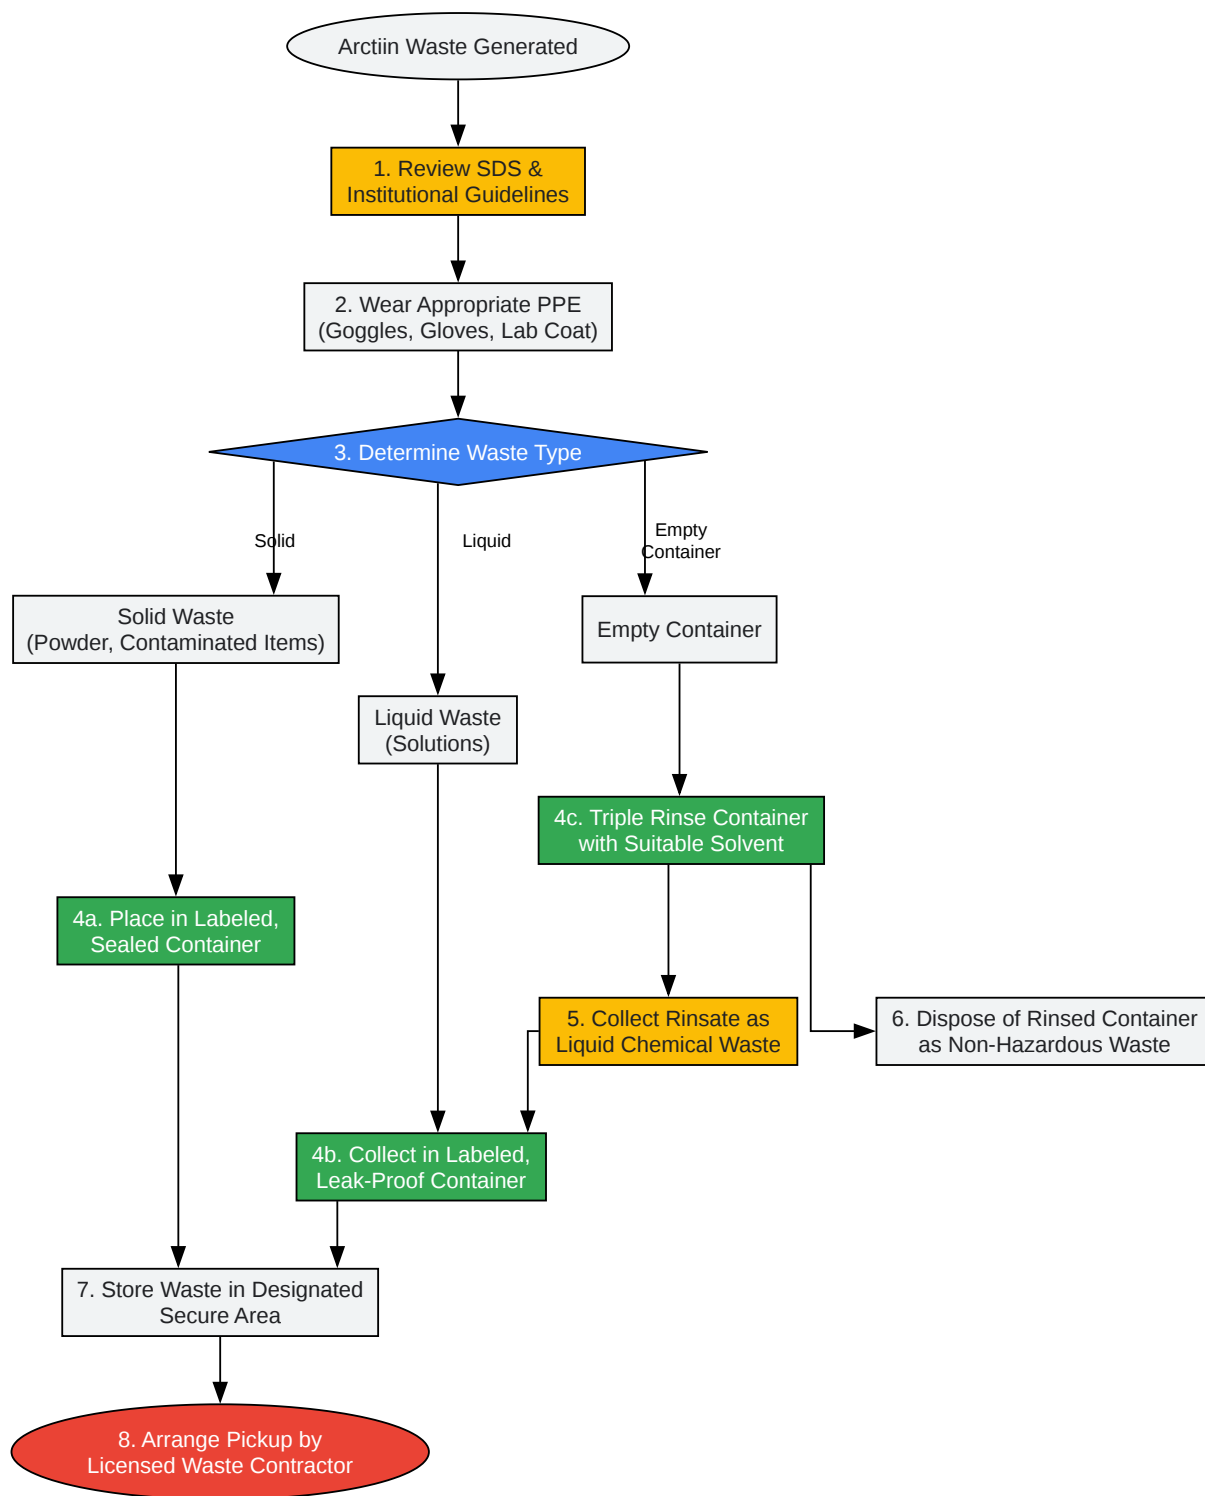 Arctiin Waste Generated
1. Review SDS &
Institutional Guidelines
2. Wear Appropriate PPE
(Goggles, Gloves, Lab Coat)
3. Determine Waste Type
Solid
Liquid
Empty
Container
Solid Waste
(Powder, Contaminated Items)
Empty Container
Liquid Waste
(Solutions)
4c. Triple Rinse Container
with Suitable Solvent
4a. Place in Labeled,
Sealed Container
5. Collect Rinsate as
Liquid Chemical Waste
6. Dispose of Rinsed Container
as Non-Hazardous Waste
4b. Collect in Labeled,
Leak-Proof Container
7. Store Waste in Designated
Secure Area
8. Arrange Pickup by
Licensed Waste Contractor